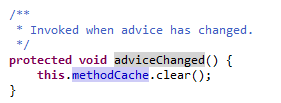 /**
 * Invoked when advice has changed.
 */
protected void adviceChanged() {
    this.methodCache.clear();
}